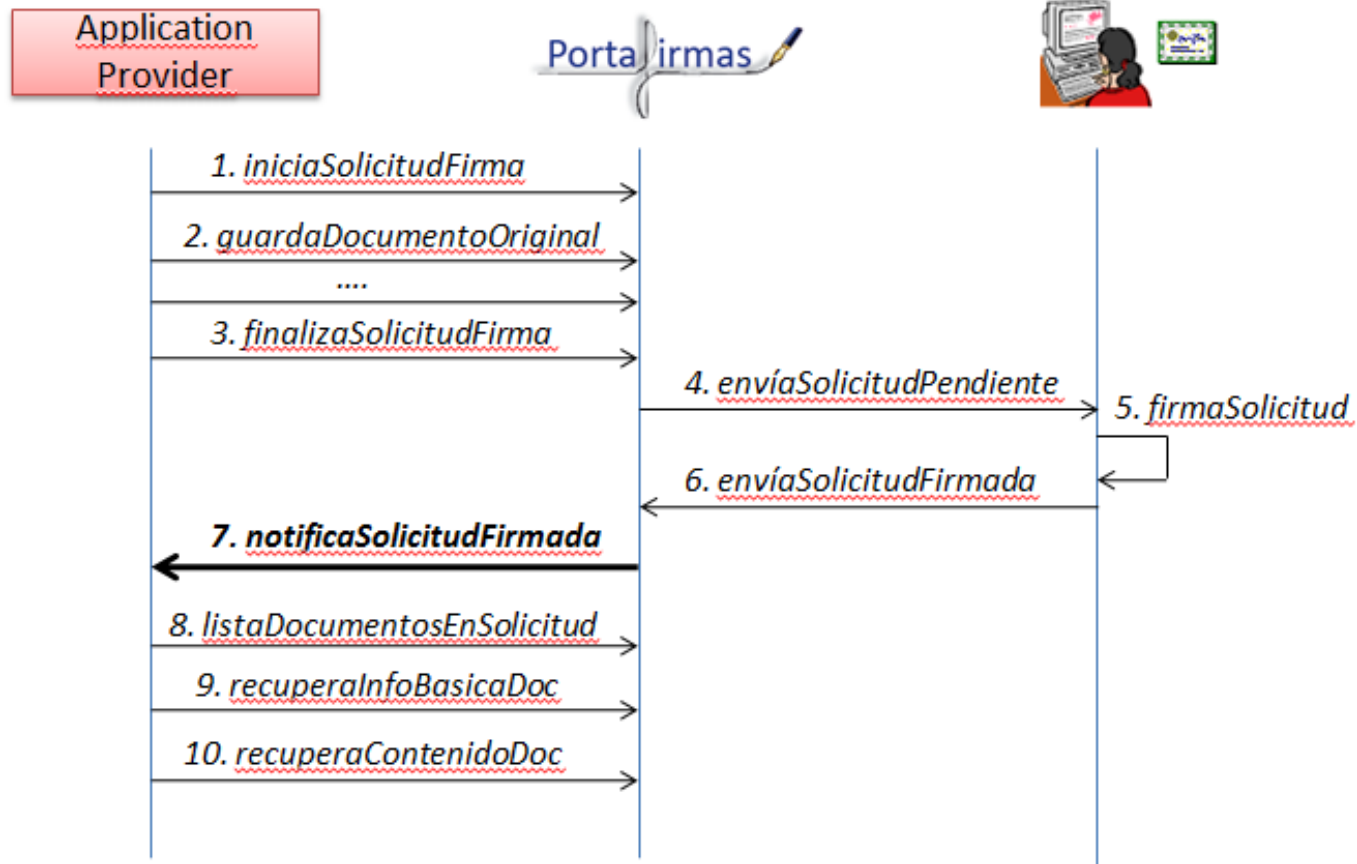 Application
Provider
Portafirmas
1. iniciaSolicitudFirma
2. guardaDocumentoOriginal
....
3. finalizaSolicitudFirma
4. envíaSolicitudPendiente
5. firmaSolicitud
6. envíaSolicitudFirmada
7. notificaSolicitudFirmada
8. listaDocumentosEnSolicitud
9. recuperaInfoBasicaDoc
10. recuperaContenidoDoc